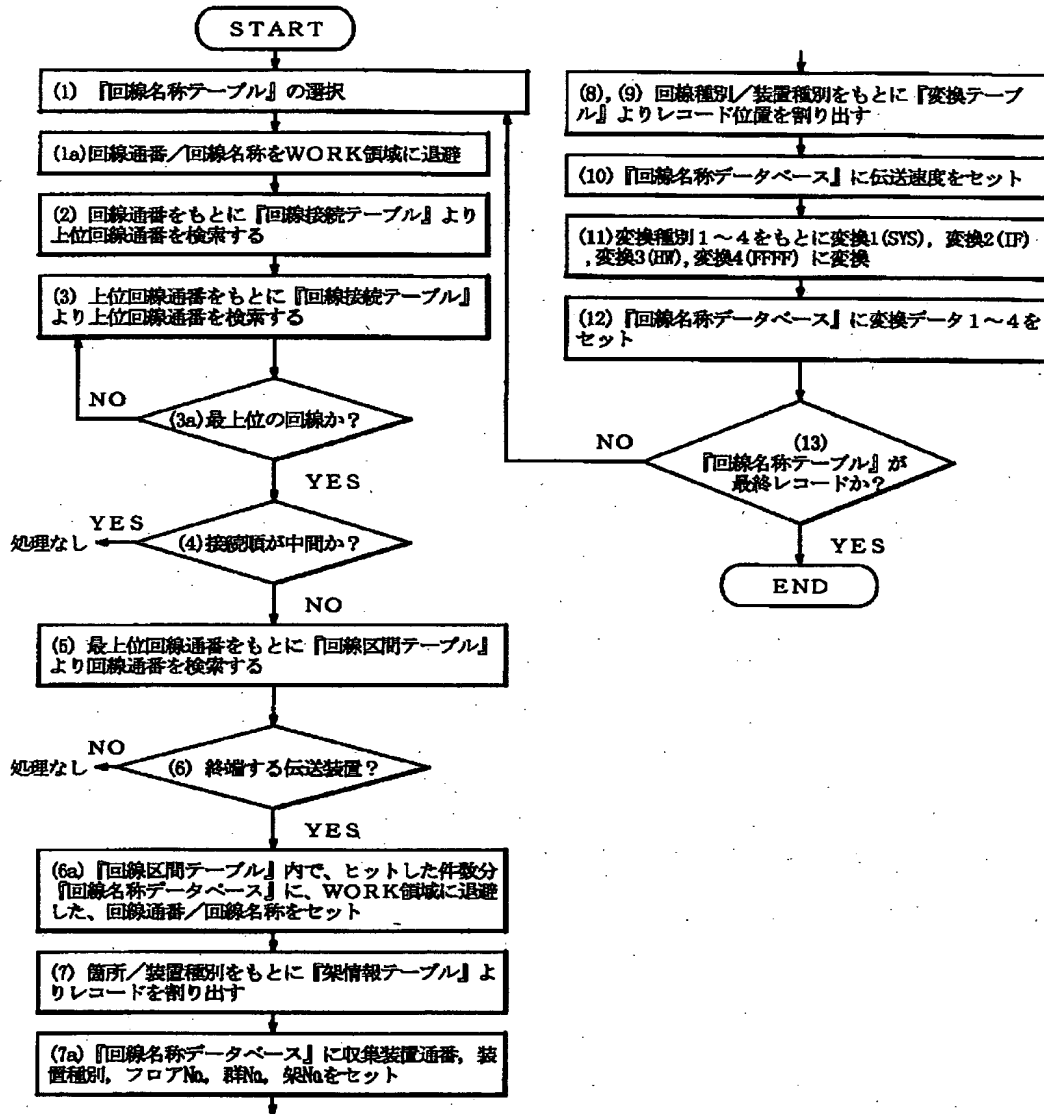 START
(1) 『回線名称テーブル』の選択
(1a)回線通番／回線名称をWORK領域に退避
(2) 回線通番をもとに『回線接続テーブル』より
上位回線通番を検索する
(3) 上位回線通番をもとに『回線接続テーブル』
より上位回線通番を検索する
NO
(3a)最上位の回線か？
YES
YES
処理なし
(4)接続順が中間か？
NO
(5) 最上位回線通番をもとに『回線区間テーブル』
より回線通番を検索する
NO
処理なし
(6) 終端する伝送装置？
YES
(6a)『回線区間テーブル』内で、ヒットした件数分
『回線名称データベース』に、WORK領域に退避
した、回線通番／回線名称をセット
(7) 箇所／装置種別をもとに『架情報テーブル』よ
りレコードを割り出す
(7a)『回線名称データベース』に収集装置通番，装
置種別，フロアNo，群No，架Noをセット
(8),(9) 回線種別／装置種別をもとに『変換テーブ
ル』よりレコード位置を割り出す
(10)『回線名称データベース』に伝送速度をセット
(11)変換種別1～4をもとに変換1(SYS)，変換2(IF)
，変換3(HW)，変換4(FFFF) に変換
(12)『回線名称データベース』に変換データ1～4を
セット
NO
(13)
『回線名称テーブル』が
最終レコードか？
YES
END